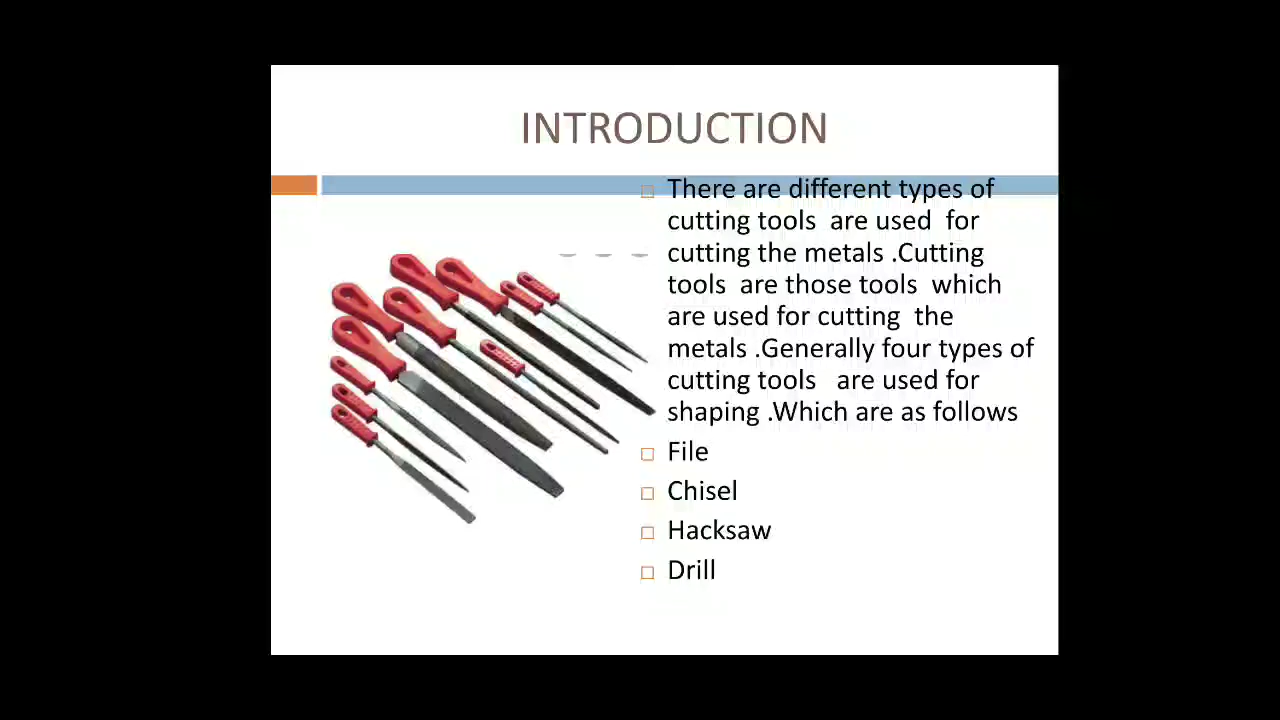 INTRODUCTION
There are different types of
cutting tools  are used  for
cutting the metals .Cutting
tools  are those tools  which
are used for cutting  the
metals .Generally four types of
cutting tools   are used for
shaping .Which are as follows
File
Chisel
Hacksaw
Drill